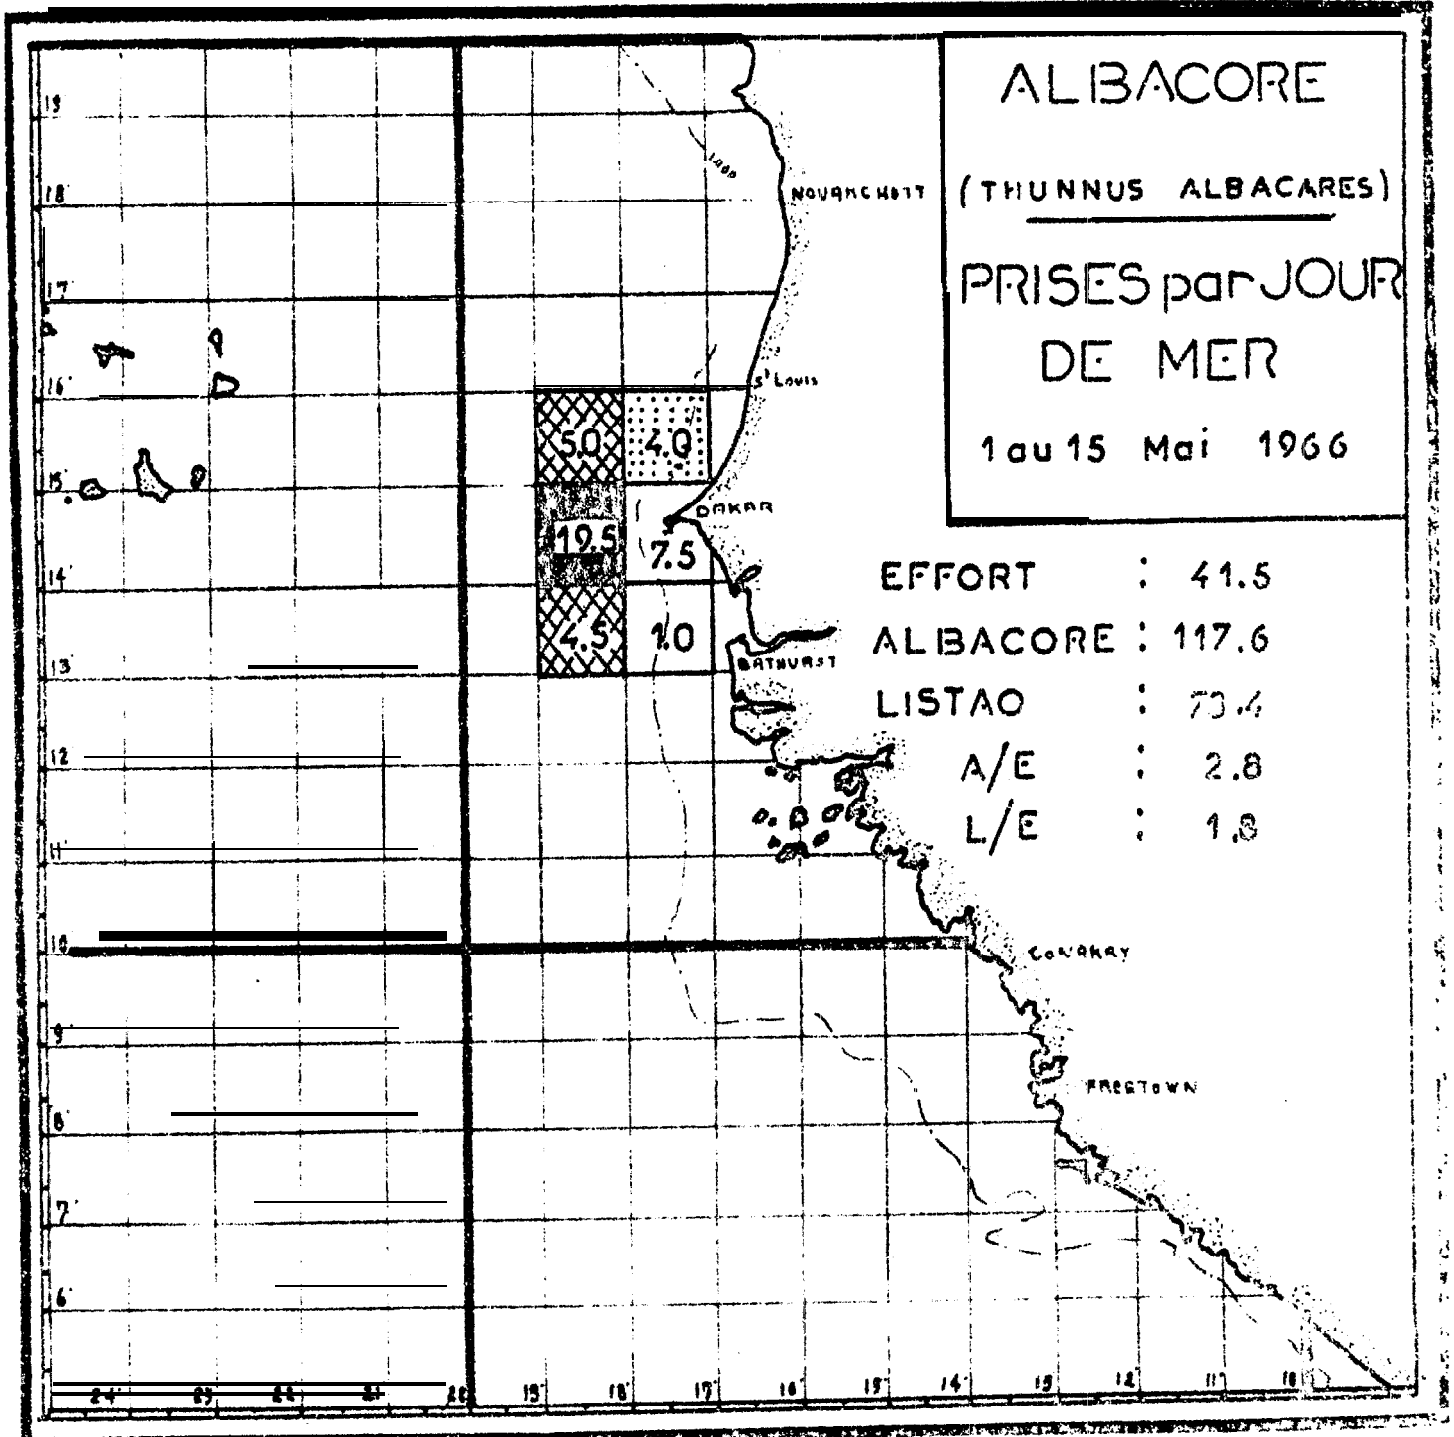 ALBACORE
(THUNNUS ALBACARES)
PRISES par JOUR
DE MER
1 au 15 Mai 1966
19
18
NOUAKCHOTT
1000
17
16
St Louis
5.0 4.0
15
DAKAR
19.5 7.5
14
4.5 1.0
13
BATHURST
12
11
10
CONAKRY
9
FREETOWN
8
7
6
EFFORT : 41.5
ALBACORE : 117.6
LISTAO : 73.4
A/E : 2.8
L/E : 1.8
24 23 22 21 20 19 18 17 16 15 14 13 12 11 10